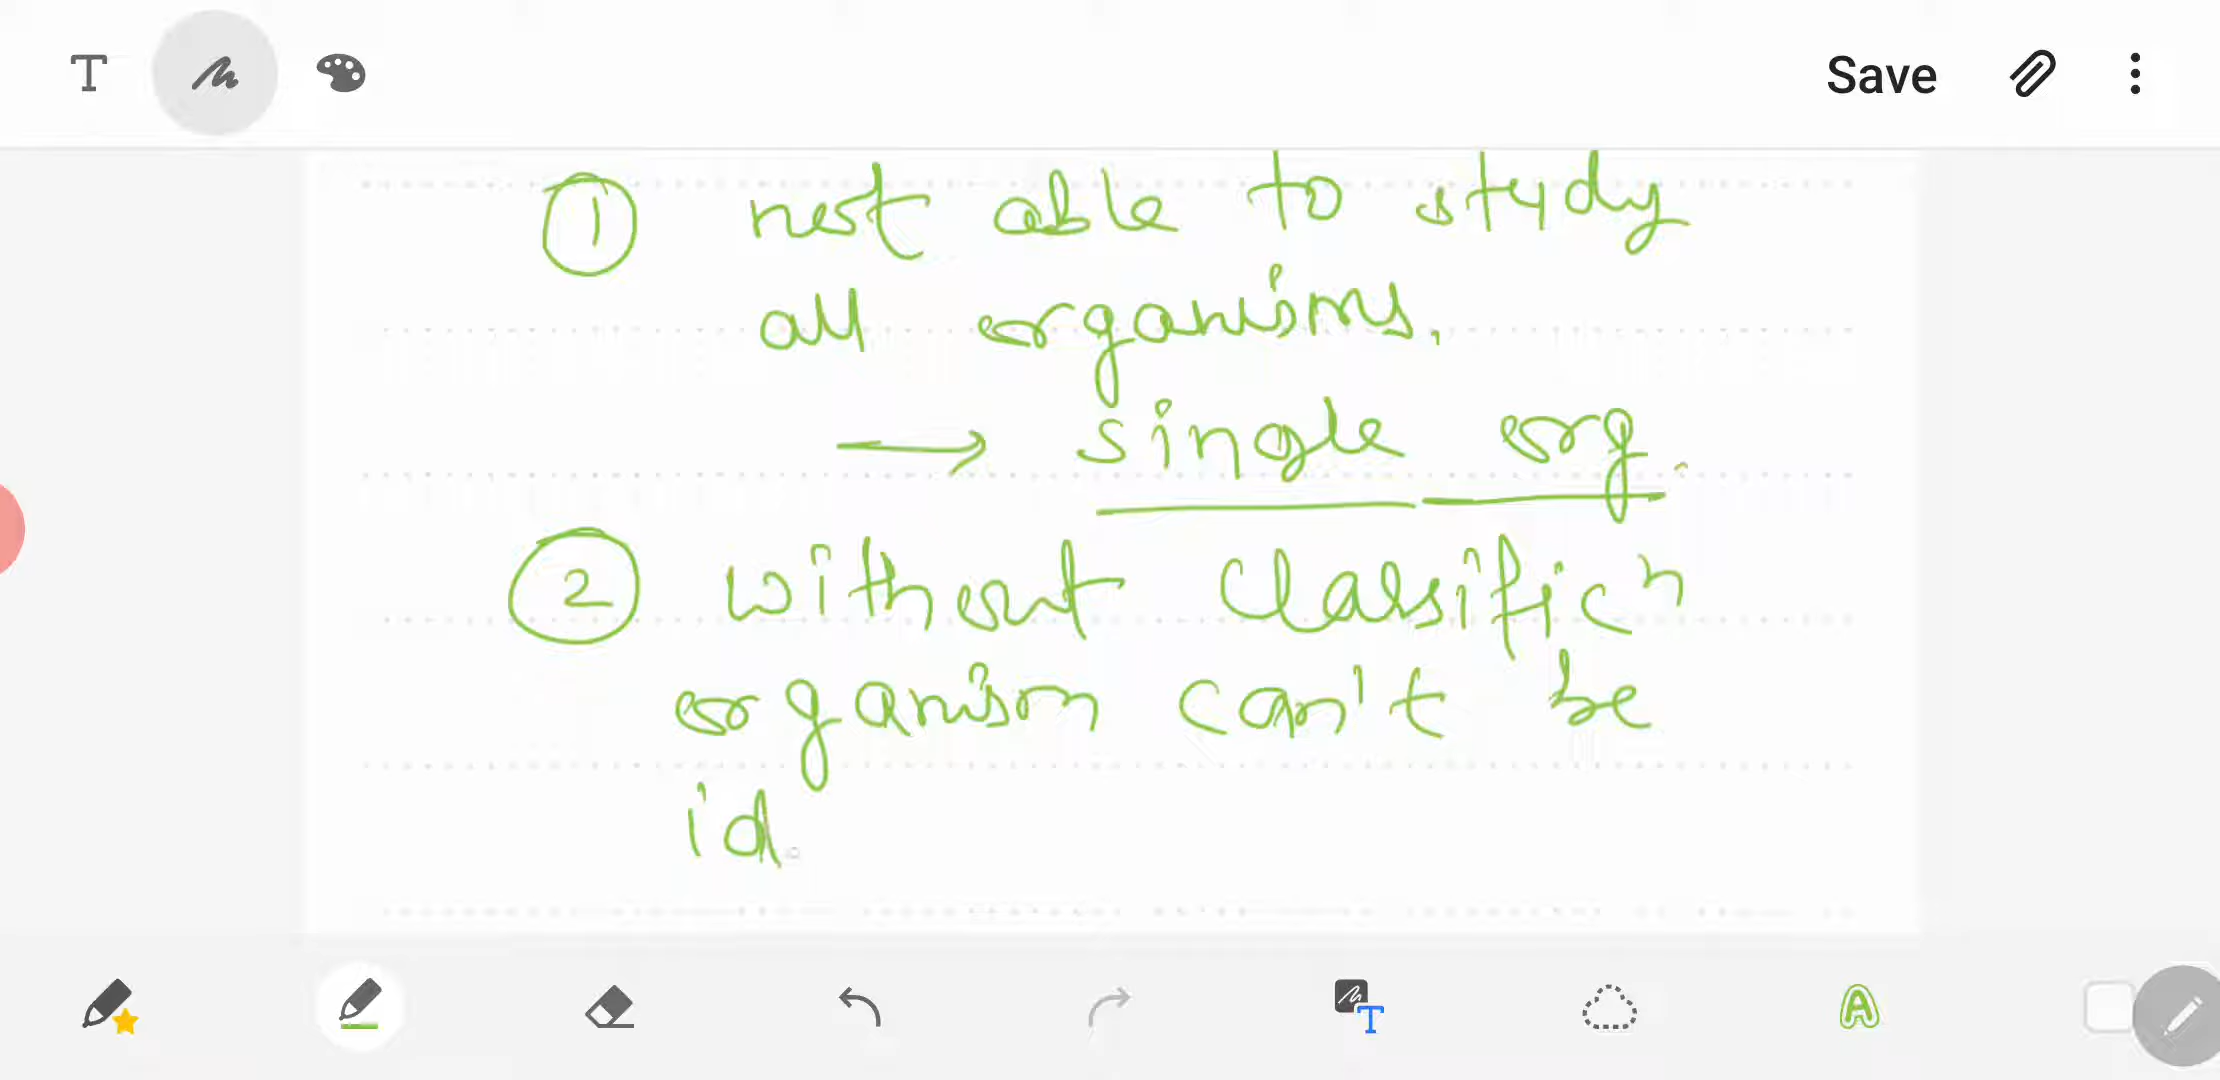 Save
① not able to study
all organisms.
→ single org.
② without classificn
organism can't be
id